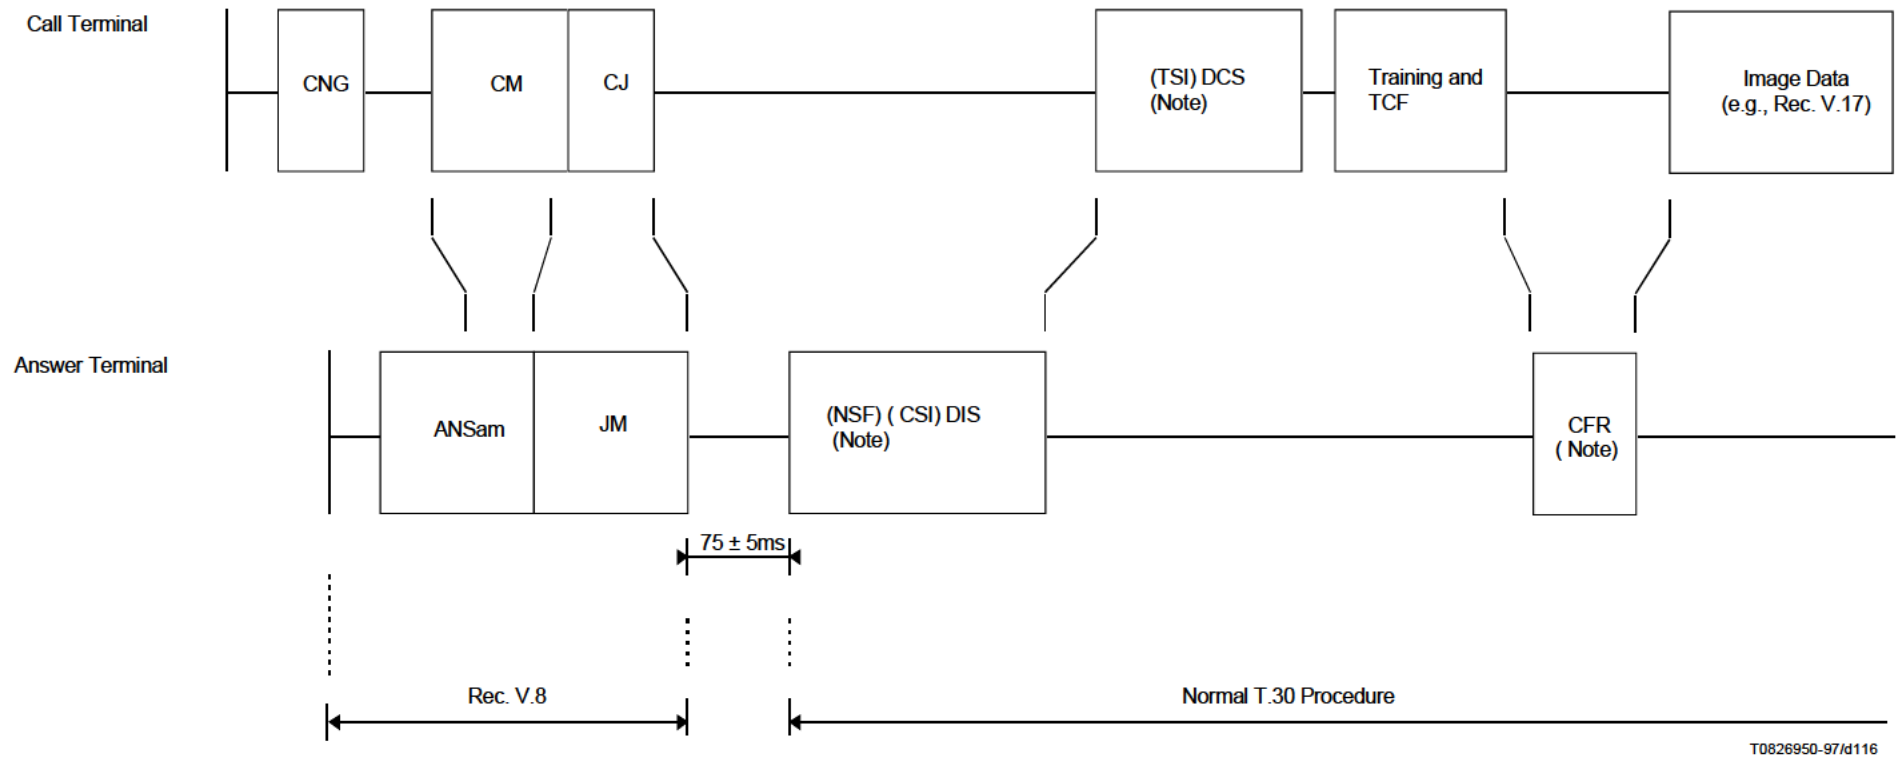 Call Terminal
CNG
CM
CJ
(TSI) DCS
(Note)
Training and
TCF
Image Data
(e.g., Rec. V.17)
Answer Terminal
ANSam
JM
(NSF) ( CSI) DIS
(Note)
CFR
( Note)
75 ± 5ms
Rec. V.8
Normal T.30 Procedure
T0826950-97/d116